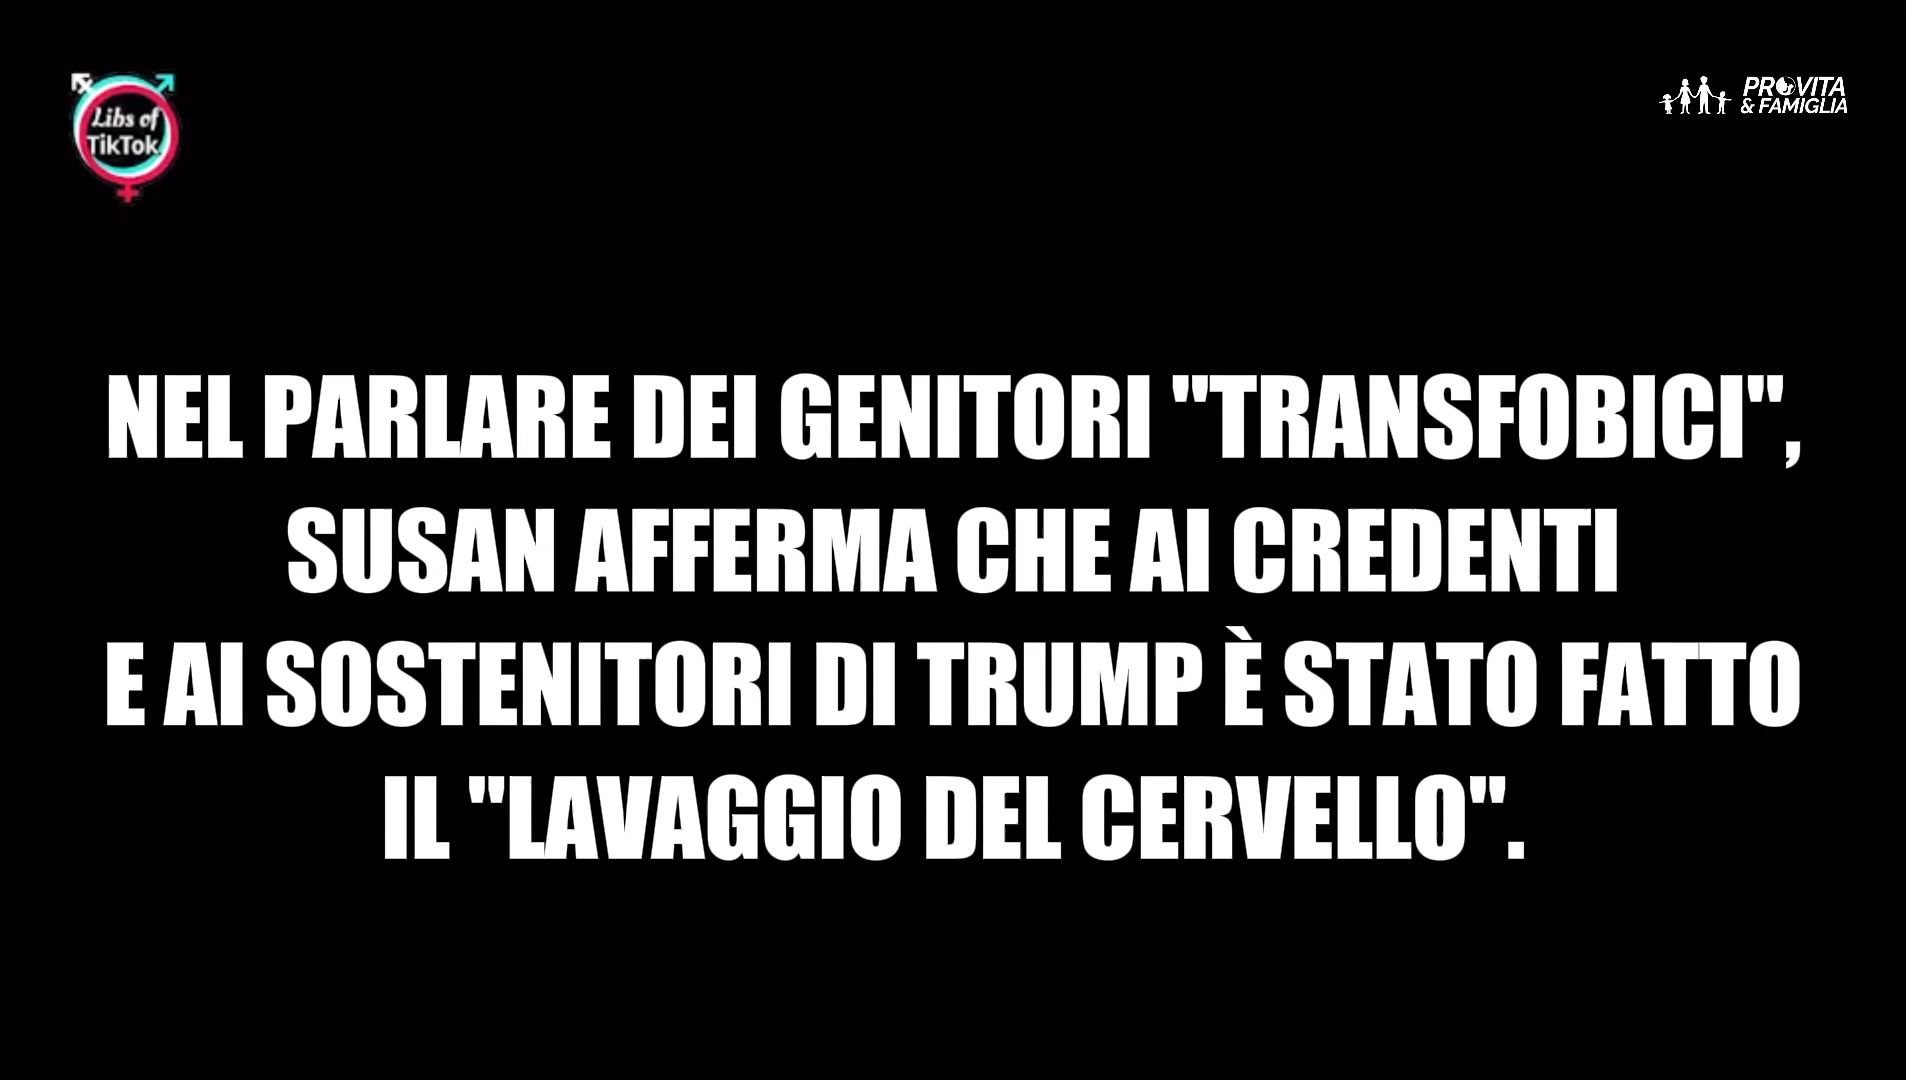 Libs of
TikTok
PROVITA
& FAMIGLIA
NEL PARLARE DEI GENITORI "TRANSFOBICI",
SUSAN AFFERMA CHE AI CREDENTI
E AI SOSTENITORI DI TRUMP È STATO FATTO
IL "LAVAGGIO DEL CERVELLO".